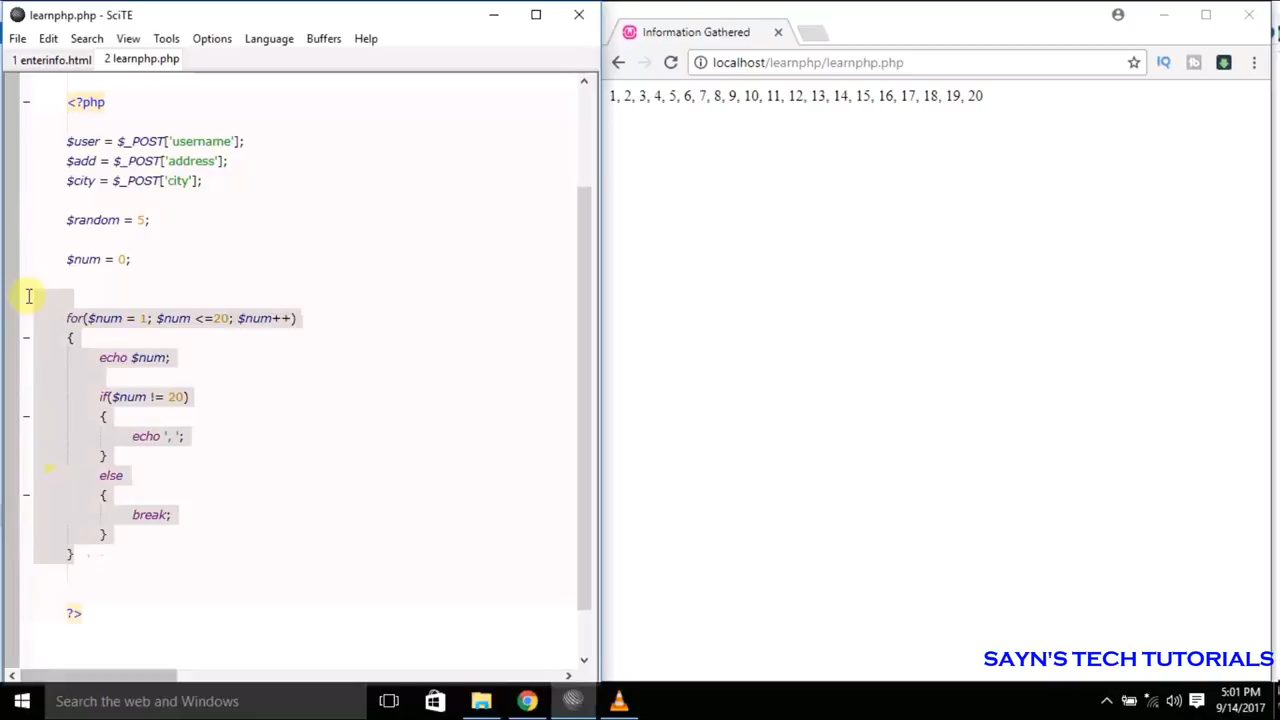 learnphp.php - SciTE
File Edit Search View Tools Options Language Buffers Help
1 enterinfo.html 2 learnphp.php
<?php
$user = $_POST['username'];
$add = $_POST['address'];
$city = $_POST['city'];
$random = 5;
$num = 0;
for($num = 1; $num <=20; $num++)
{
echo $num;
if($num != 20)
{
echo ', ';
}
else
{
break;
}
}
?>
Information Gathered
localhost/learnphp/learnphp.php
IQ
1, 2, 3, 4, 5, 6, 7, 8, 9, 10, 11, 12, 13, 14, 15, 16, 17, 18, 19, 20
SAYN'S TECH TUTORIALS
Search the web and Windows
5:01 PM
9/14/2017